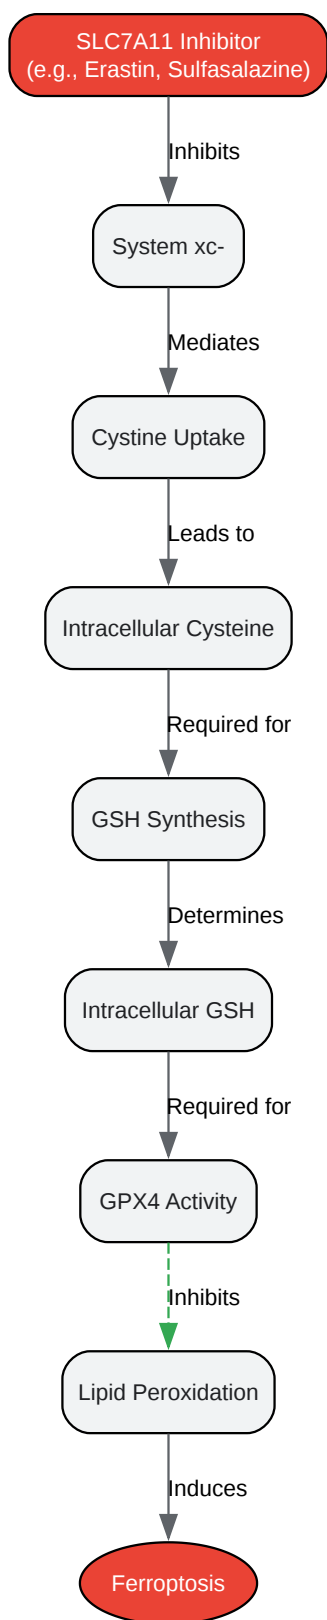 SLC7A11 Inhibitor
(e.g., Erastin, Sulfasalazine)
Inhibits
System xc-
Mediates
Cystine Uptake
Leads to
Intracellular Cysteine
Required for
GSH Synthesis
Determines
Intracellular GSH
Required for
GPX4 Activity
Inhibits
Lipid Peroxidation
Induces
Ferroptosis